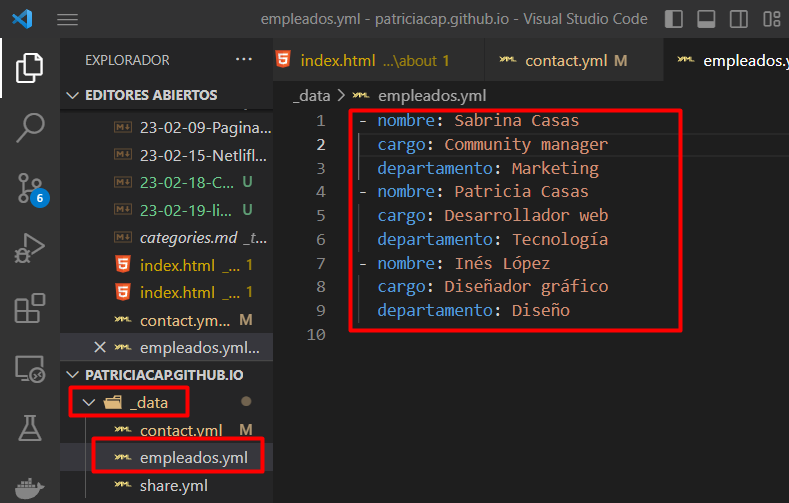 empleados.yml - patriciacap.github.io - Visual Studio Code
EXPLORADOR ...
index.html ...\about 1
contact.yml M
empleados.y
EDITORES ABIERTOS
23-02-09-Pagina...
23-02-15-Netlifl...
23-02-18-C... U
23-02-19-li... U
categories.md _t...
index.html _... 1
index.html _... 1
contact.ym... M
empleados.yml...
PATRICIACAP.GITHUB.IO
_data
contact.yml M
empleados.yml
share.yml
6
_data > empleados.yml
1 - nombre: Sabrina Casas
2 cargo: Community manager
3 departamento: Marketing
4 - nombre: Patricia Casas
5 cargo: Desarrollador web
6 departamento: Tecnología
7 - nombre: Inés López
8 cargo: Diseñador gráfico
9 departamento: Diseño
10